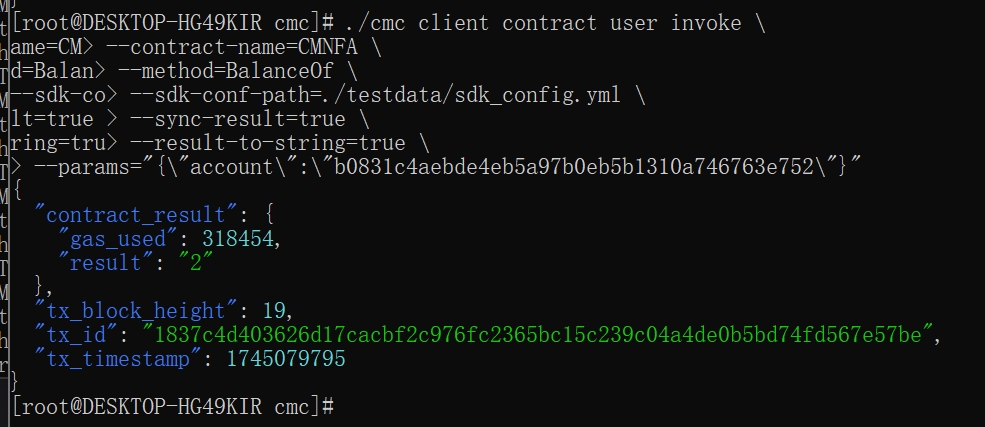 [root@DESKTOP-HG49KIR cmc]# ./cmc client contract user invoke \
ame=CM> --contract-name=CMNFA \
d=Balan> --method=BalanceOf \
--sdk-co> --sdk-conf-path=./testdata/sdk_config.yml \
lt=true > --sync-result=true \
ring=tru> --result-to-string=true \
> --params="{\"account\":\"b0831c4aebde4eb5a97b0eb5b1310a746763e752\"}"
{
"contract_result": {
"gas_used": 318454,
"result": "2"
},
"tx_block_height": 19,
"tx_id": "1837c4d403626d17cacbf2c976fc2365bc15c239c04a4de0b5bd74fd567e57be",
"tx_timestamp": 1745079795
}
[root@DESKTOP-HG49KIR cmc]#